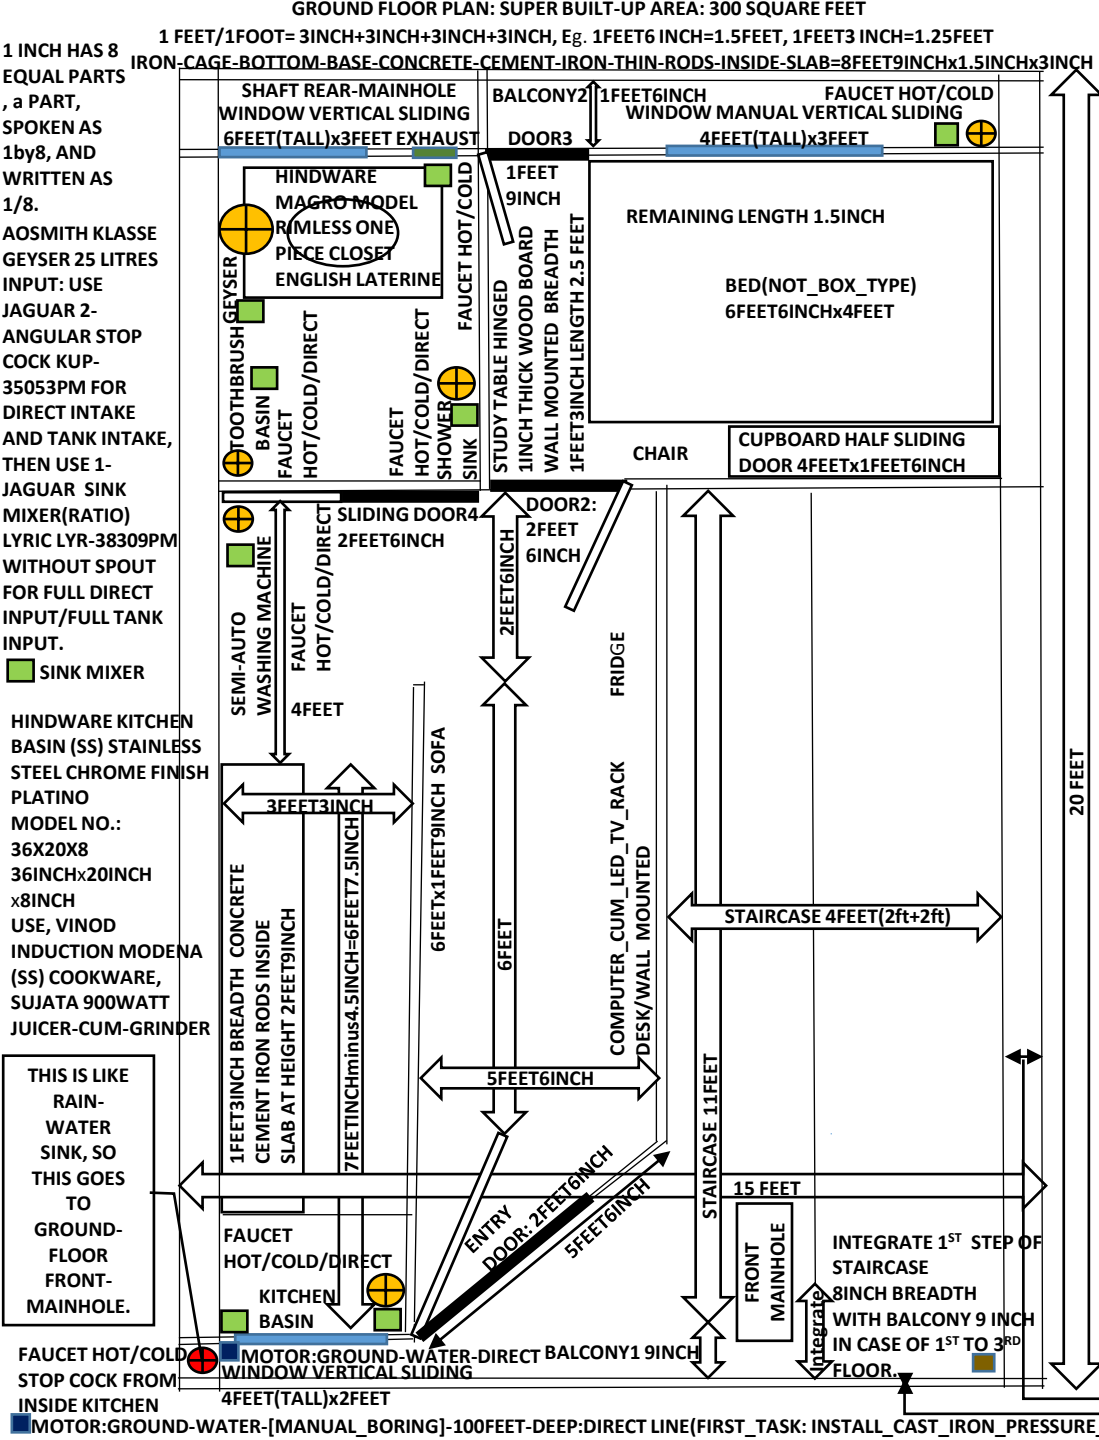 GROUND FLOOR PLAN: SUPER BUILT-UP AREA: 300 SQUARE FEET
1 FEET/1FOOT= 3INCH+3INCH+3INCH+3INCH, Eg. 1FEET6 INCH=1.5FEET, 1FEET3 INCH=1.25FEET
IRON-CAGE-BOTTOM-BASE-CONCRETE-CEMENT-IRON-THIN-RODS-INSIDE-SLAB=8FEET9INCHx1.5INCHx3INCH
1 INCH HAS 8
EQUAL PARTS
, a PART,
SPOKEN AS
1by8, AND
WRITTEN AS
1/8.
AOSMITH KLASSE
GEYSER 25 LITRES
INPUT: USE
JAGUAR 2-
ANGULAR STOP
COCK KUP-
35053PM FOR
DIRECT INTAKE
AND TANK INTAKE,
THEN USE 1-
JAGUAR SINK
MIXER(RATIO)
LYRIC LYR-38309PM
WITHOUT SPOUT
FOR FULL DIRECT
INPUT/FULL TANK
INPUT.
SINK MIXER
HINDWARE KITCHEN
BASIN (SS) STAINLESS
STEEL CHROME FINISH
PLATINO
MODEL NO.:
36X20X8
36INCHx20INCH
x8INCH
USE, VINOD
INDUCTION MODENA
(SS) COOKWARE,
SUJATA 900WATT
JUICER-CUM-GRINDER
THIS IS LIKE
RAIN-
WATER
SINK, SO
THIS GOES
TO
GROUND-
FLOOR
FRONT-
MAINHOLE.
FAUCET HOT/COLD
STOP COCK FROM
INSIDE KITCHEN
SHAFT REAR-MAINHOLE
WINDOW VERTICAL SLIDING
6FEET(TALL)x3FEET EXHAUST
BALCONY2 1FEET6INCH
FAUCET HOT/COLD
WINDOW MANUAL VERTICAL SLIDING
4FEET(TALL)x3FEET
DOOR3
1FEET
9INCH
HINDWARE
MAGRO MODEL
RIMLESS ONE
PIECE CLOSET
ENGLISH LATERINE
GEYSER
FAUCET HOT/COLD
TOOTHBRUSH
BASIN
FAUCET
HOT/COLD/DIRECT
FAUCET
HOT/COLD/DIRECT
SHOWER
SINK
STUDY TABLE HINGED
1INCH THICK WOOD BOARD
WALL MOUNTED BREADTH
1FEET3INCH LENGTH 2.5 FEET
REMAINING LENGTH 1.5INCH
BED(NOT_BOX_TYPE)
6FEET6INCHx4FEET
CHAIR
CUPBOARD HALF SLIDING
DOOR 4FEETx1FEET6INCH
SLIDING DOOR4
2FEET6INCH
DOOR2:
2FEET
6INCH
2FEET6INCH
SEMI-AUTO
WASHING MACHINE
FAUCET
HOT/COLD/DIRECT
4FEET
FRIDGE
3FEET3INCH
6FEETx1FEET9INCH SOFA
6FEET
COMPUTER_CUM_LED_TV_RACK
DESK/WALL MOUNTED
1FEET3INCH BREADTH CONCRETE
CEMENT IRON RODS INSIDE
SLAB AT HEIGHT 2FEET9INCH
7FEETINCHminus4.5INCH=6FEET7.5INCH
STAIRCASE 4FEET(2ft+2ft)
20 FEET
5FEET6INCH
STAIRCASE 11FEET
15 FEET
ENTRY
DOOR: 2FEET6INCH
5FEET6INCH
FAUCET
HOT/COLD/DIRECT
KITCHEN
BASIN
FRONT
MAINHOLE
Integrate
INTEGRATE 1ST STEP OF
STAIRCASE
8INCH BREADTH
WITH BALCONY 9 INCH
IN CASE OF 1ST TO 3RD
FLOOR.
MOTOR:GROUND-WATER-DIRECT
BALCONY1 9INCH
WINDOW VERTICAL SLIDING
4FEET(TALL)x2FEET
MOTOR:GROUND-WATER-[MANUAL_BORING]-100FEET-DEEP:DIRECT LINE(FIRST_TASK: INSTALL_CAST_IRON_PRESSURE_